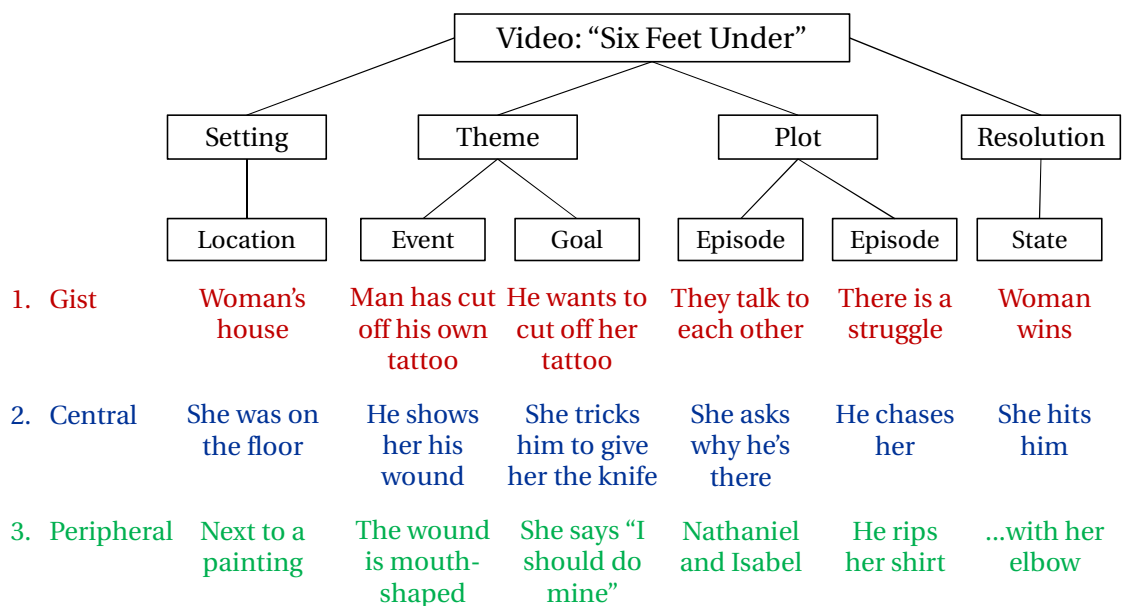 Video: “Six Feet Under”
Setting
Theme
Plot
Resolution
Location
Event
Goal
Episode
Episode
State
1. Gist
Woman’s
house
Man has cut
off his own
tattoo
He wants to
cut off her
tattoo
They talk to
each other
There is a
struggle
Woman
wins
2. Central
She was on
the floor
He shows
her his
wound
She tricks
him to give
her the knife
She asks
why he’s
there
He chases
her
She hits
him
3. Peripheral
Next to a
painting
The wound
is mouth-
shaped
She says “I
should do
mine”
Nathaniel
and Isabel
He rips
her shirt
...with her
elbow